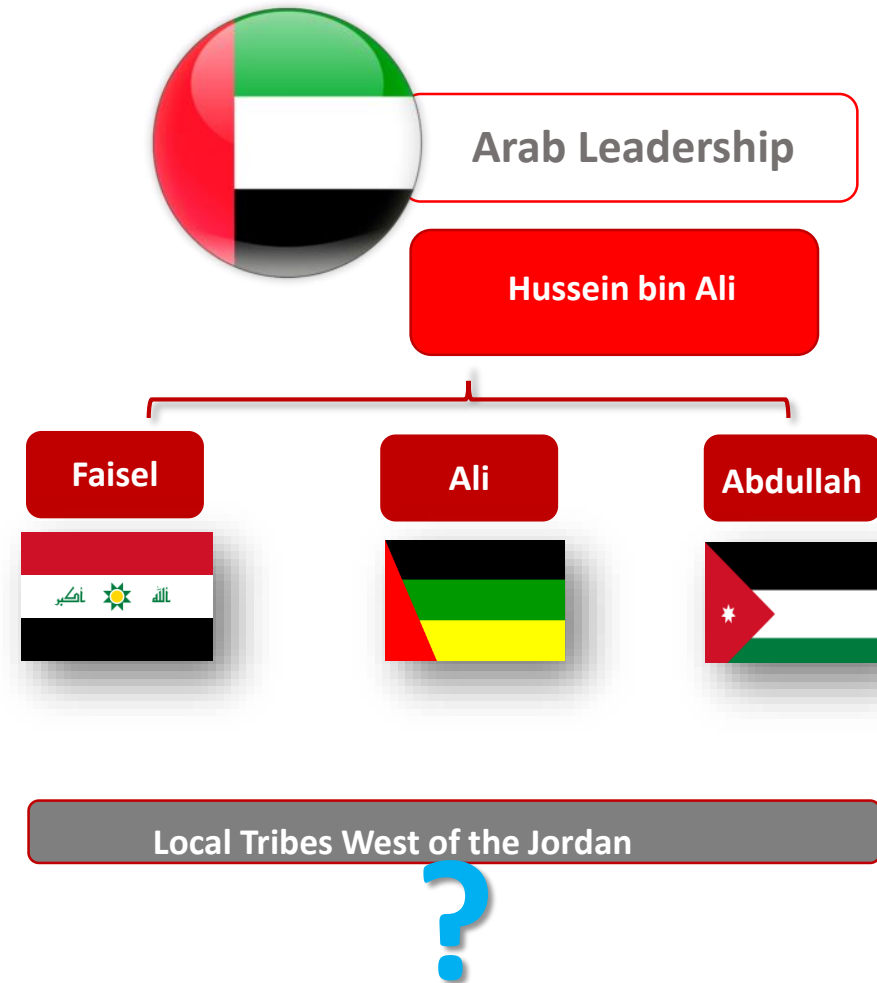 Arab Leadership
Hussein bin Ali
Faisel
Ali
Abdullah
الله أكبر
Local Tribes West of the Jordan
?